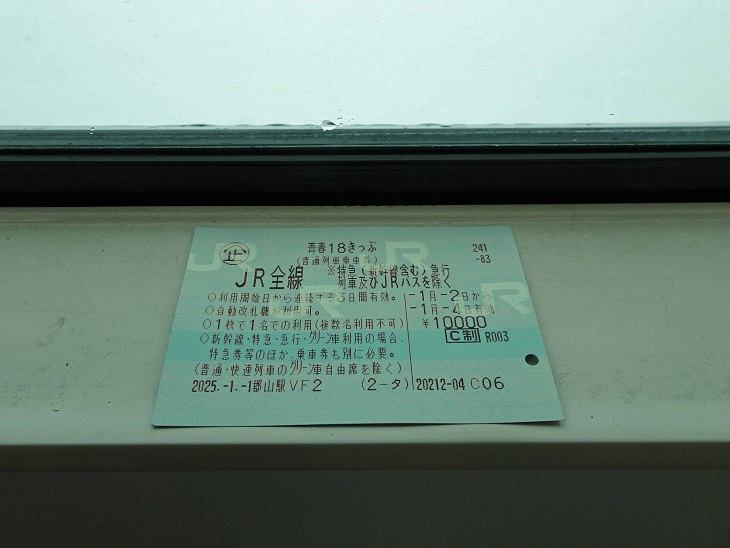 青春18きっぷ 241
(普通列車乗車券) -83
企 JR全線 ※特急(新幹線含む)急行
列車及びJRバスを除く
○利用開始日から連続する3日間有効。 -1月-2日から
○自動改札機が利用可。 -1月-4日有効
○1枚で1名での利用(複数名利用不可) ¥10000
○新幹線・特急・急行・グリーン車利用の場合、 C制 R003
特急券等のほか、乗車券も別に必要。
(普通・快速列車のグリーン車自由席を除く)
2025.-1.-1郡山駅VF2 (2-タ) 20212-04 C06
JR JR JR